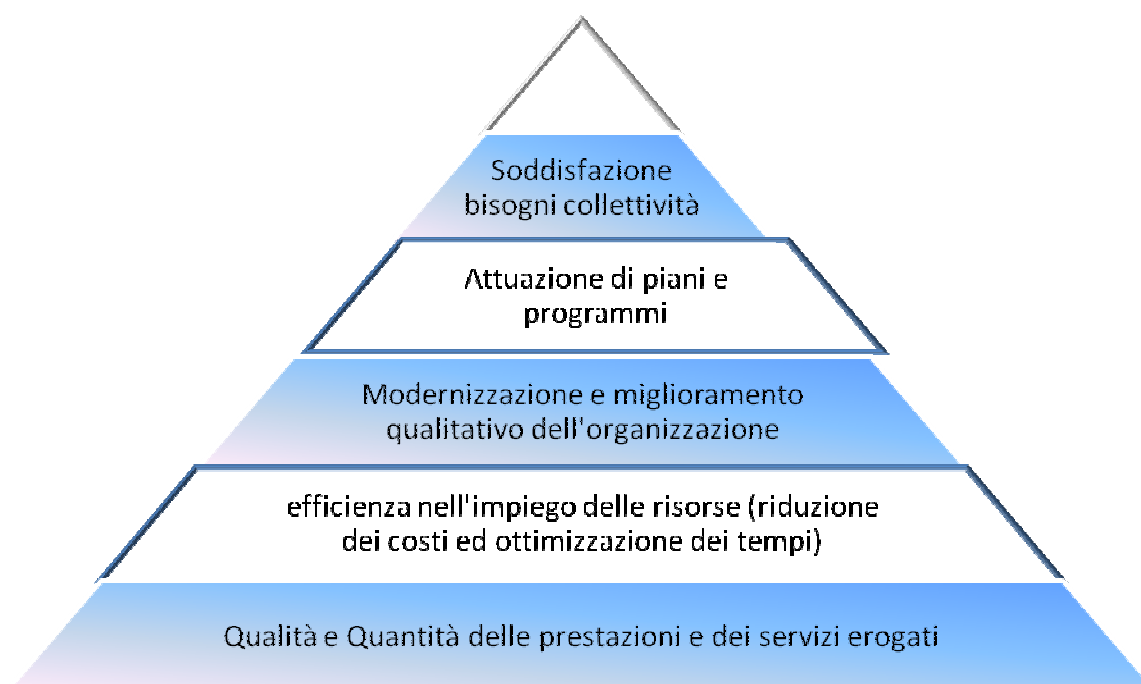 Soddisfazione
bisogni collettività
Attuazione di piani e
programmi
Modernizzazione e miglioramento
qualitativo dell'organizzazione
efficienza nell'impiego delle risorse (riduzione
dei costi ed ottimizzazione dei tempi)
Qualità e Quantità delle prestazioni e dei servizi erogati